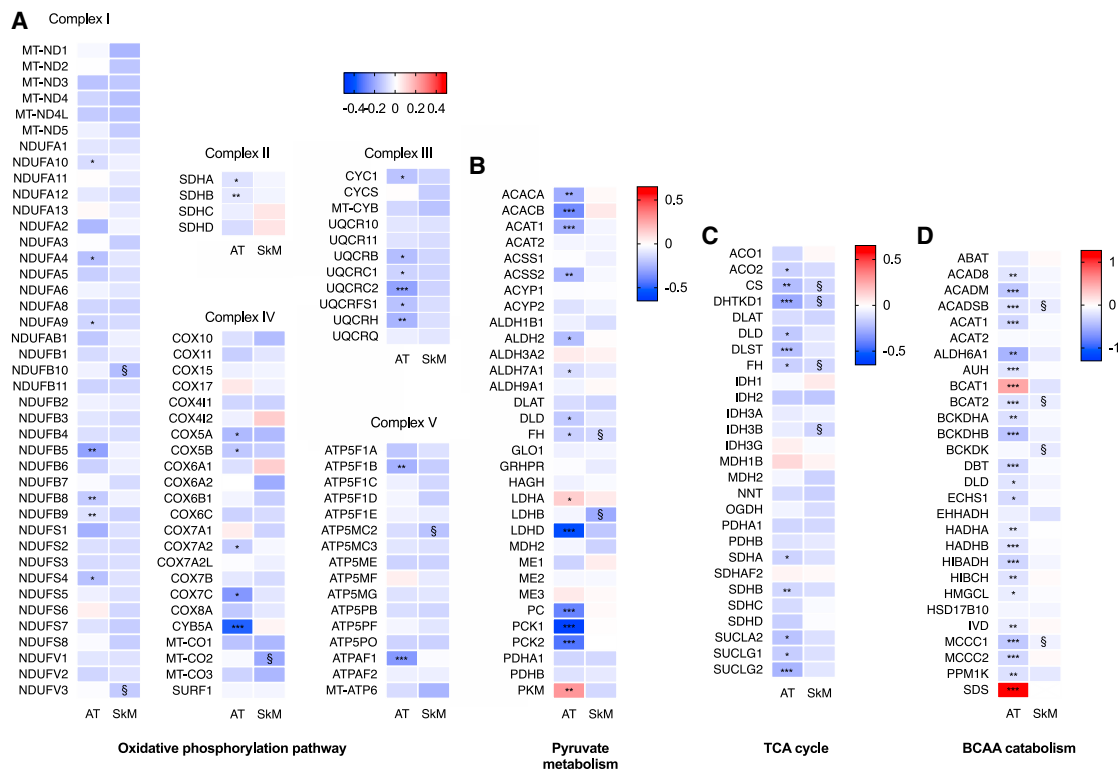 A
Complex I
MT-ND1
MT-ND2
MT-ND3
MT-ND4
MT-ND4L
MT-ND5
NDUFA1
NDUFA10 *
NDUFA11
NDUFA12
NDUFA13
NDUFA2
NDUFA3
NDUFA4 *
NDUFA5
NDUFA6
NDUFA8
NDUFA9 *
NDUFAB1
NDUFB1
NDUFB10 §
NDUFB11
NDUFB2
NDUFB3
NDUFB4
NDUFB5 **
NDUFB6
NDUFB7
NDUFB8 **
NDUFB9 **
NDUFS1
NDUFS2
NDUFS3
NDUFS4 *
NDUFS5
NDUFS6
NDUFS7
NDUFS8
NDUFV1
NDUFV2
NDUFV3 §
AT SkM
-0.4 -0.2 0 0.2 0.4
Complex II
SDHA *
SDHB **
SDHC
SDHD
AT SkM
Complex III
CYC1 *
CYCS
MT-CYB
UQCR10
UQCR11
UQCRB *
UQCRC1 *
UQCRC2 ***
UQCRFS1 *
UQCRH **
UQCRQ
AT SkM
Complex IV
COX10
COX11
COX15
COX17
COX4I1
COX4I2
COX5A *
COX5B *
COX6A1
COX6A2
COX6B1
COX6C
COX7A1
COX7A2 *
COX7A2L
COX7B
COX7C *
COX8A
CYB5A ***
MT-CO1
MT-CO2 §
MT-CO3
SURF1
AT SkM
Complex V
ATP5F1A
ATP5F1B **
ATP5F1C
ATP5F1D
ATP5F1E
ATP5MC2 §
ATP5MC3
ATP5ME
ATP5MF
ATP5MG
ATP5PB
ATP5PF
ATP5PO
ATPAF1 ***
ATPAF2
MT-ATP6
AT SkM
Oxidative phosphorylation pathway
B
ACACA **
ACACB ***
ACAT1 ***
ACAT2
ACSS1
ACSS2 **
ACYP1
ACYP2
ALDH1B1
ALDH2 *
ALDH3A2
ALDH7A1 *
ALDH9A1
DLAT
DLD *
FH * §
GLO1
GRHPR
HAGH
LDHA *
LDHB §
LDHD ***
MDH2
ME1
ME2
ME3
PC ***
PCK1 ***
PCK2 ***
PDHA1
PDHB
PKM **
AT SkM
0.5
0
-0.5
Pyruvate
metabolism
C
ACO1
ACO2 *
CS ** §
DHTKD1 *** §
DLAT
DLD *
DLST ***
FH * §
IDH1
IDH2
IDH3A
IDH3B §
IDH3G
MDH1B
MDH2
NNT
OGDH
PDHA1
PDHB
SDHA *
SDHAF2
SDHB **
SDHC
SDHD
SUCLA2 *
SUCLG1 *
SUCLG2 ***
AT SkM
0.5
0
-0.5
TCA cycle
D
ABAT
ACAD8 **
ACADM ***
ACADSB *** §
ACAT1 ***
ACAT2
ALDH6A1 **
AUH ***
BCAT1 ***
BCAT2 *** §
BCKDHA **
BCKDHB ***
BCKDK §
DBT ***
DLD *
ECHS1 *
EHHADH
HADHA **
HADHB ***
HIBADH ***
HIBCH **
HMGCL *
HSD17B10
IVD **
MCCC1 *** §
MCCC2 ***
PPM1K **
SDS ***
AT SkM
1
0
-1
BCAA catabolism